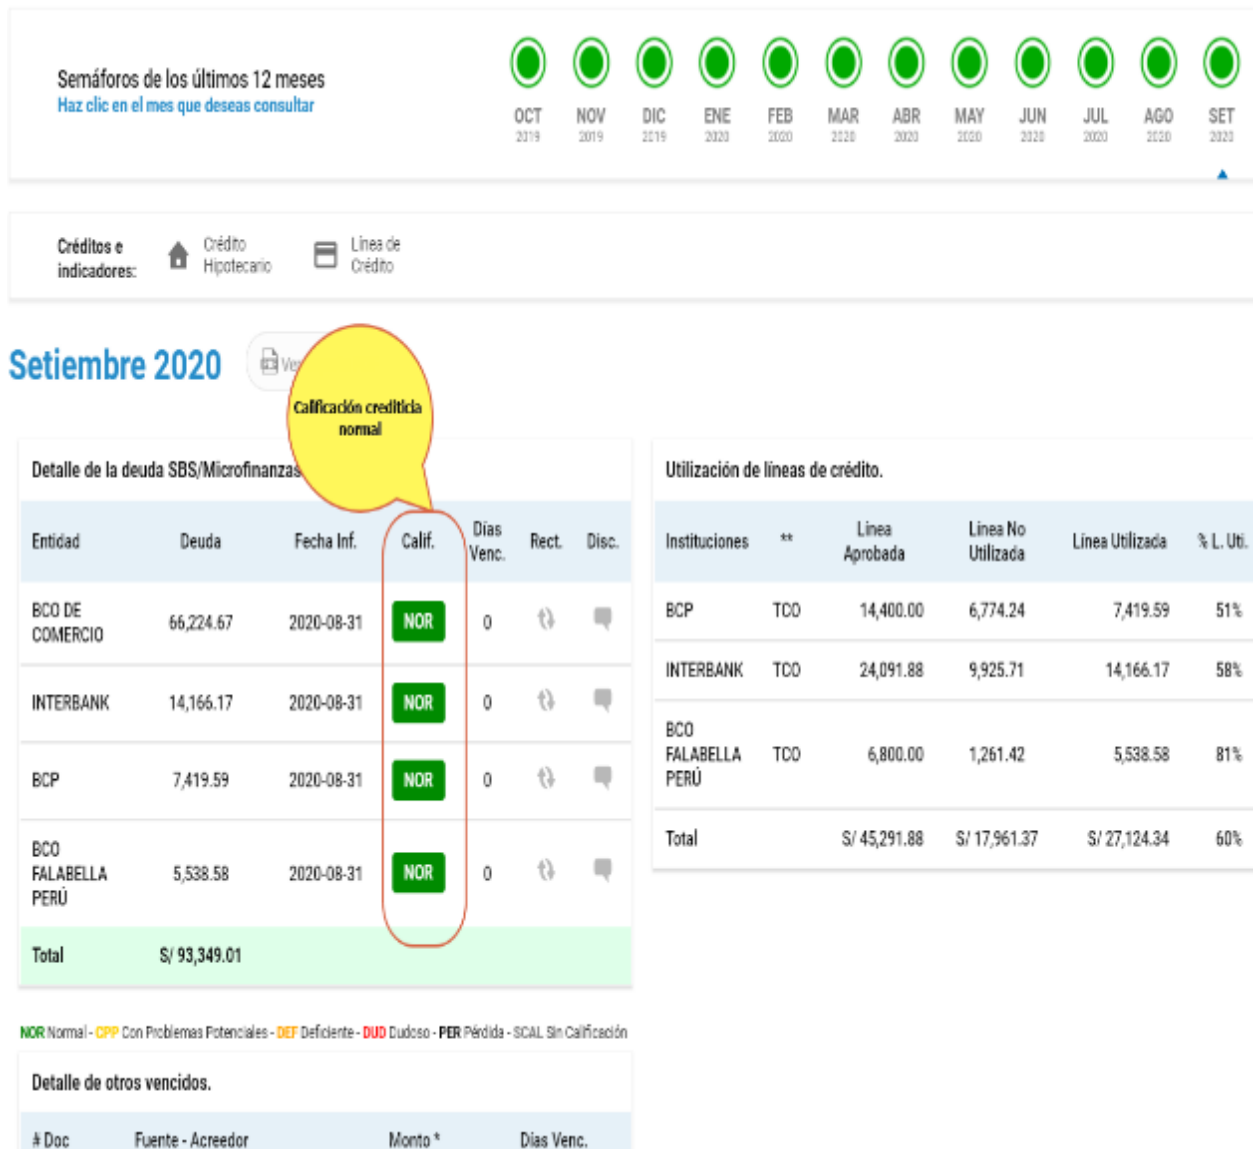 Semáforos de los últimos 12 meses
Haz clic en el mes que deseas consultar
OCT NOV DIC ENE FEB MAR ABR MAY JUN JUL AGO SET
2019 2019 2019 2020 2020 2020 2020 2020 2020 2020 2020 2020
Créditos e indicadores:
Crédito Hipotecario
Línea de Crédito
Setiembre 2020
Calificación crediticia
normal
Detalle de la deuda SBS/Microfinanzas
Entidad Deuda Fecha Inf. Calif. Días Venc. Rect. Disc.
BCO DE COMERCIO 66,224.67 2020-08-31 NOR 0
INTERBANK 14,166.17 2020-08-31 NOR 0
BCP 7,419.59 2020-08-31 NOR 0
BCO FALABELLA PERÚ 5,538.58 2020-08-31 NOR 0
Total S/ 93,349.01
NOR Normal - CPP Con Problemas Potenciales - DEF Deficiente - DUD Dudoso - PER Pérdida - SCAL Sin Calificación
Detalle de otros vencidos.
# Doc Fuente - Acreedor Monto * Días Venc.
Utilización de líneas de crédito.
Instituciones ** Línea Aprobada Línea No Utilizada Línea Utilizada % L. Uti.
BCP TCO 14,400.00 6,774.24 7,419.59 51%
INTERBANK TCO 24,091.88 9,925.71 14,166.17 58%
BCO FALABELLA PERÚ TCO 6,800.00 1,261.42 5,538.58 81%
Total S/ 45,291.88 S/ 17,961.37 S/ 27,124.34 60%